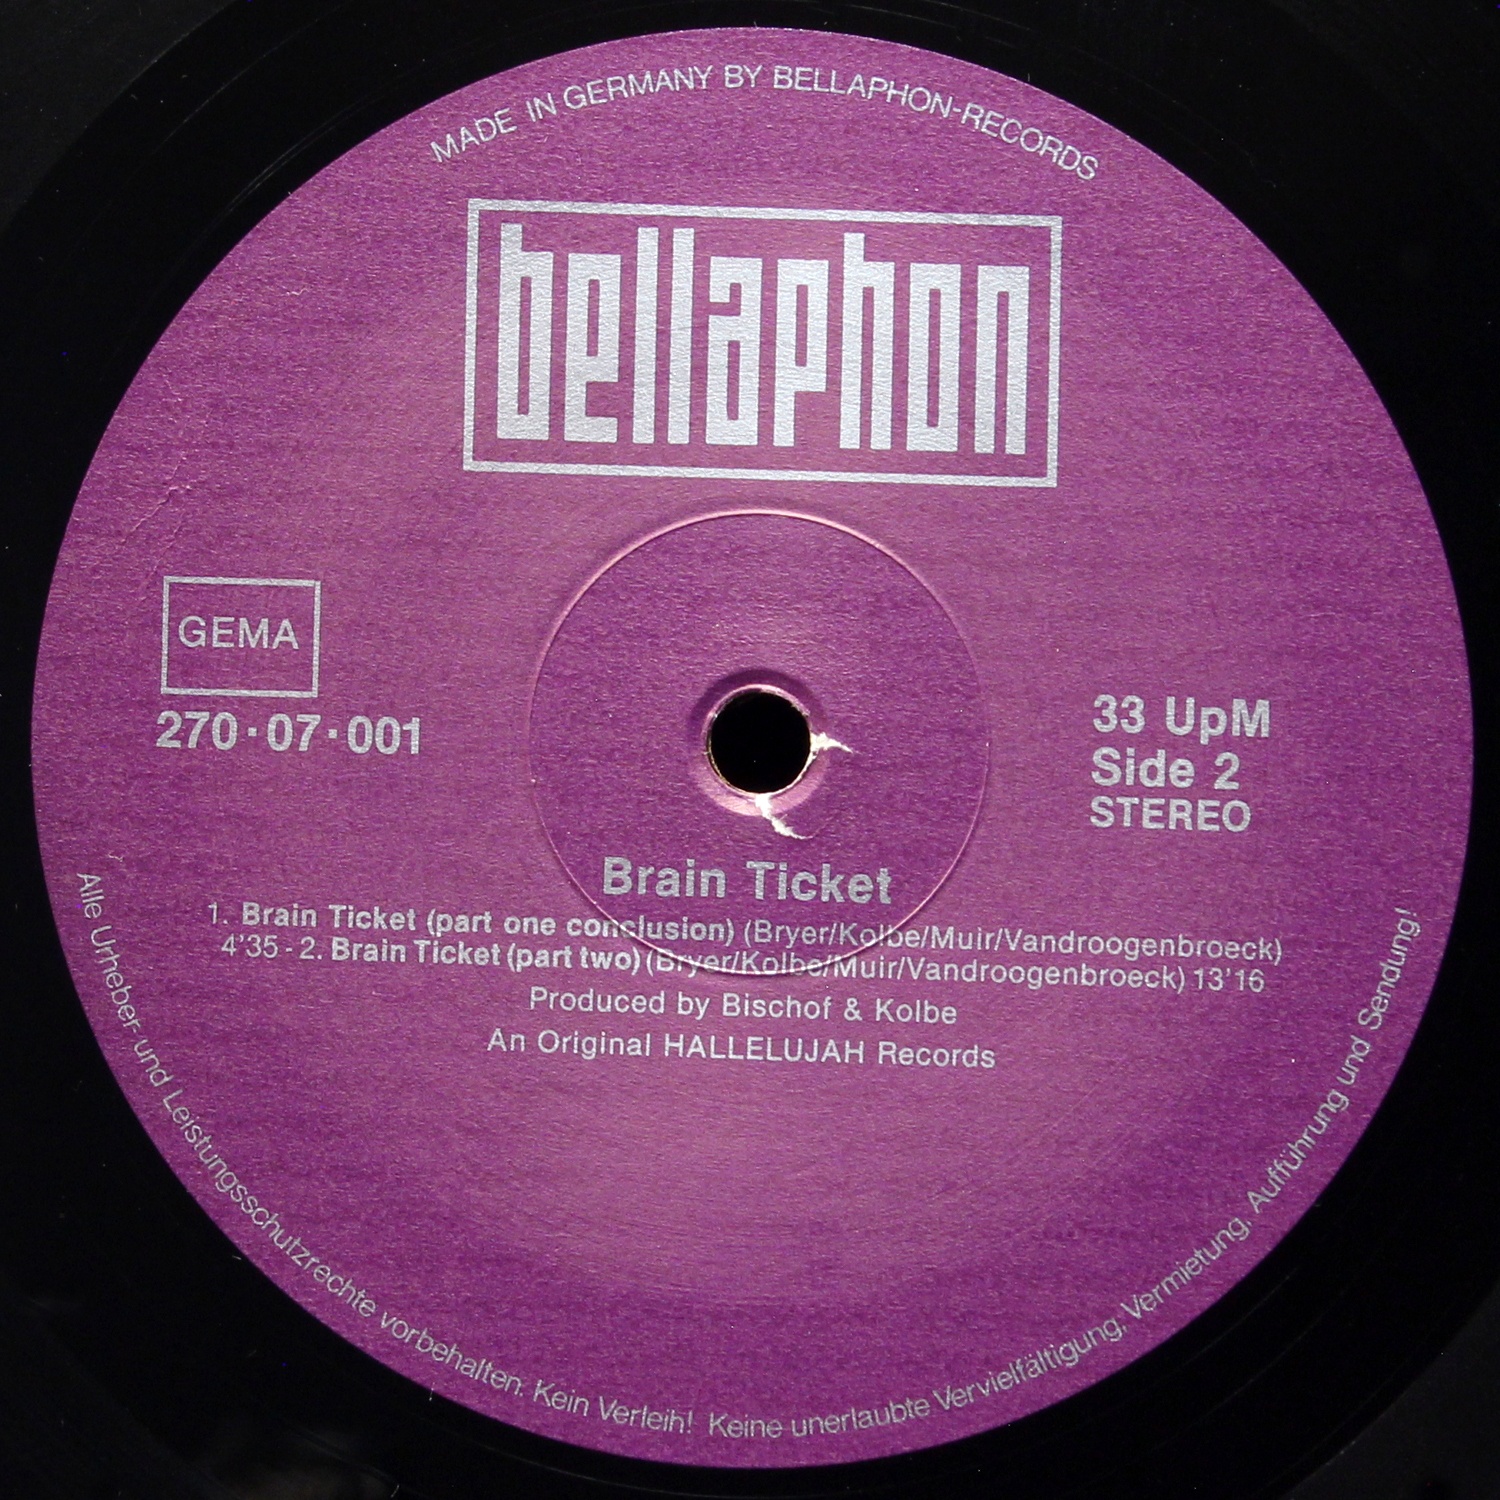 MADE IN GERMANY BY BELLAPHON-RECORDS
bellaphon
GEMA
270·07·001
33 UpM
Side 2
STEREO
Brain Ticket
1. Brain Ticket (part one conclusion) (Bryer/Kolbe/Muir/Vandroogenbroeck)
4'35 - 2. Brain Ticket (part two) (Bryer/Kolbe/Muir/Vandroogenbroeck) 13'16
Produced by Bischof & Kolbe
An Original HALLELUJAH Records
Alle Urheber- und Leistungsschutzrechte vorbehalten. Kein Verleih! Keine unerlaubte Vervielfältigung, Vermietung, Aufführung und Sendung!